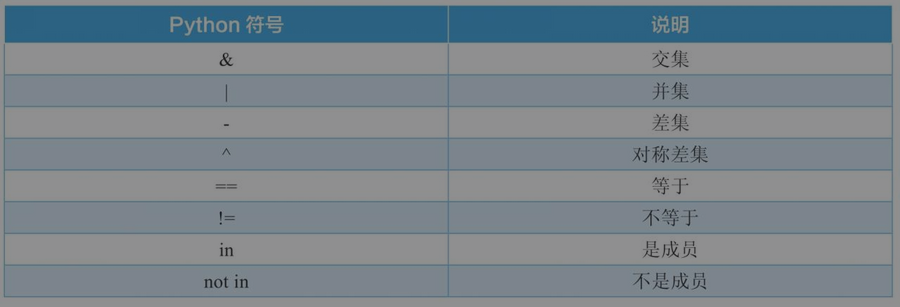 Python 符号 说明
& 交集
| 并集
- 差集
^ 对称差集
== 等于
!= 不等于
in 是成员
not in 不是成员